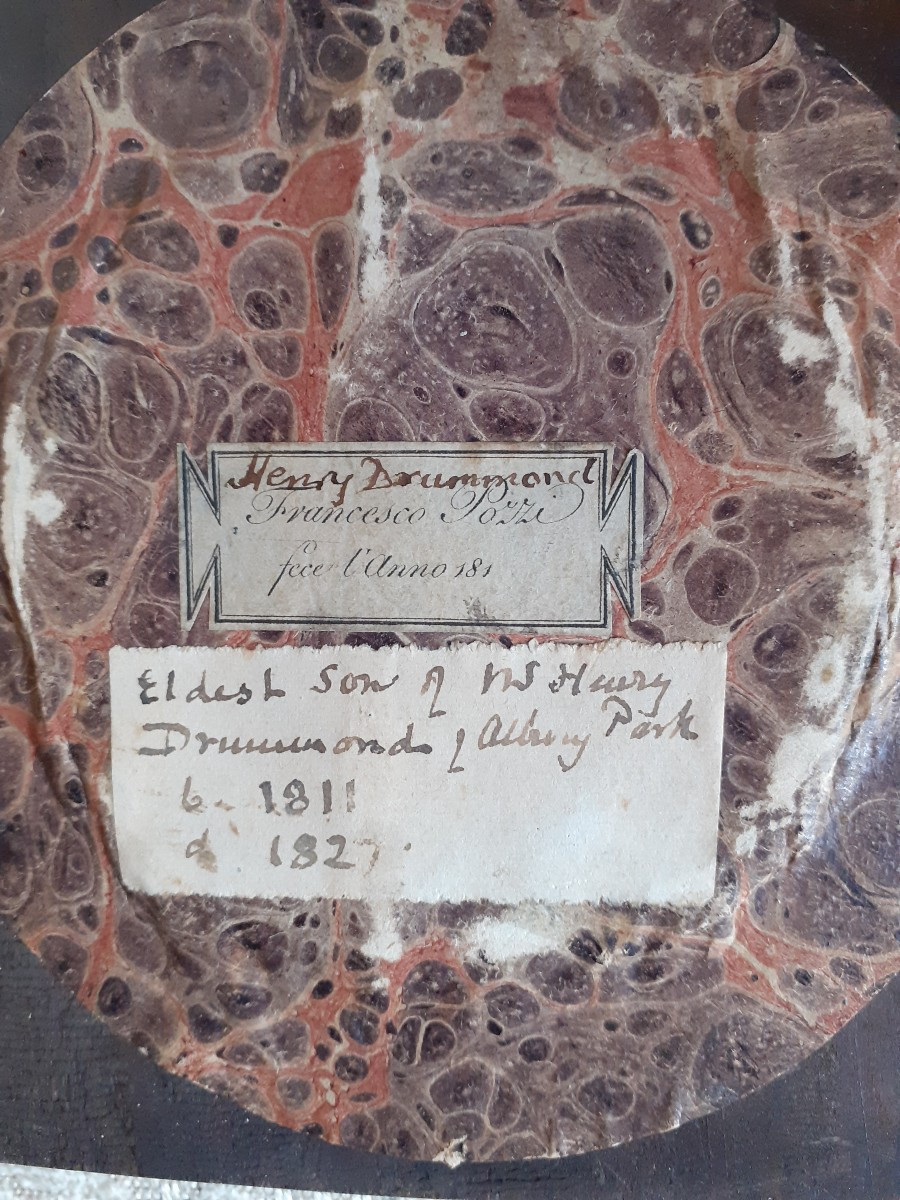 Henry Drummond
Francesco Pozzi
fece l'Anno 181
Eldest Son of Mr Henry
Drummond of Albury Park
b. 1811
d 1827.